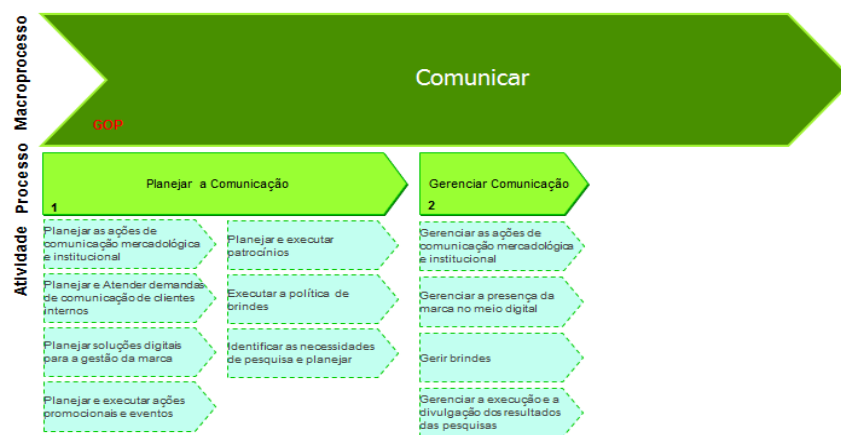 Macroprocesso
Comunicar
GOP
Processo
Planejar a Comunicação
1
Gerenciar Comunicação
2
Atividade
Planejar as ações de
comunicação mercadológica
e institucional
Planejar e Atender demandas
de comunicação de clientes
internos
Planejar soluções digitais
para a gestão da marca
Planejar e executar ações
promocionais e eventos
Planejar e executar
patrocínios
Executar a política de
brindes
Identificar as necessidades
de pesquisa e planejar
Gerenciar as ações de
comunicação mercadológica
e institucional
Gerenciar a presença da
marca no meio digital
Gerir brindes
Gerenciar a execução e a
divulgação dos resultados
das pesquisas